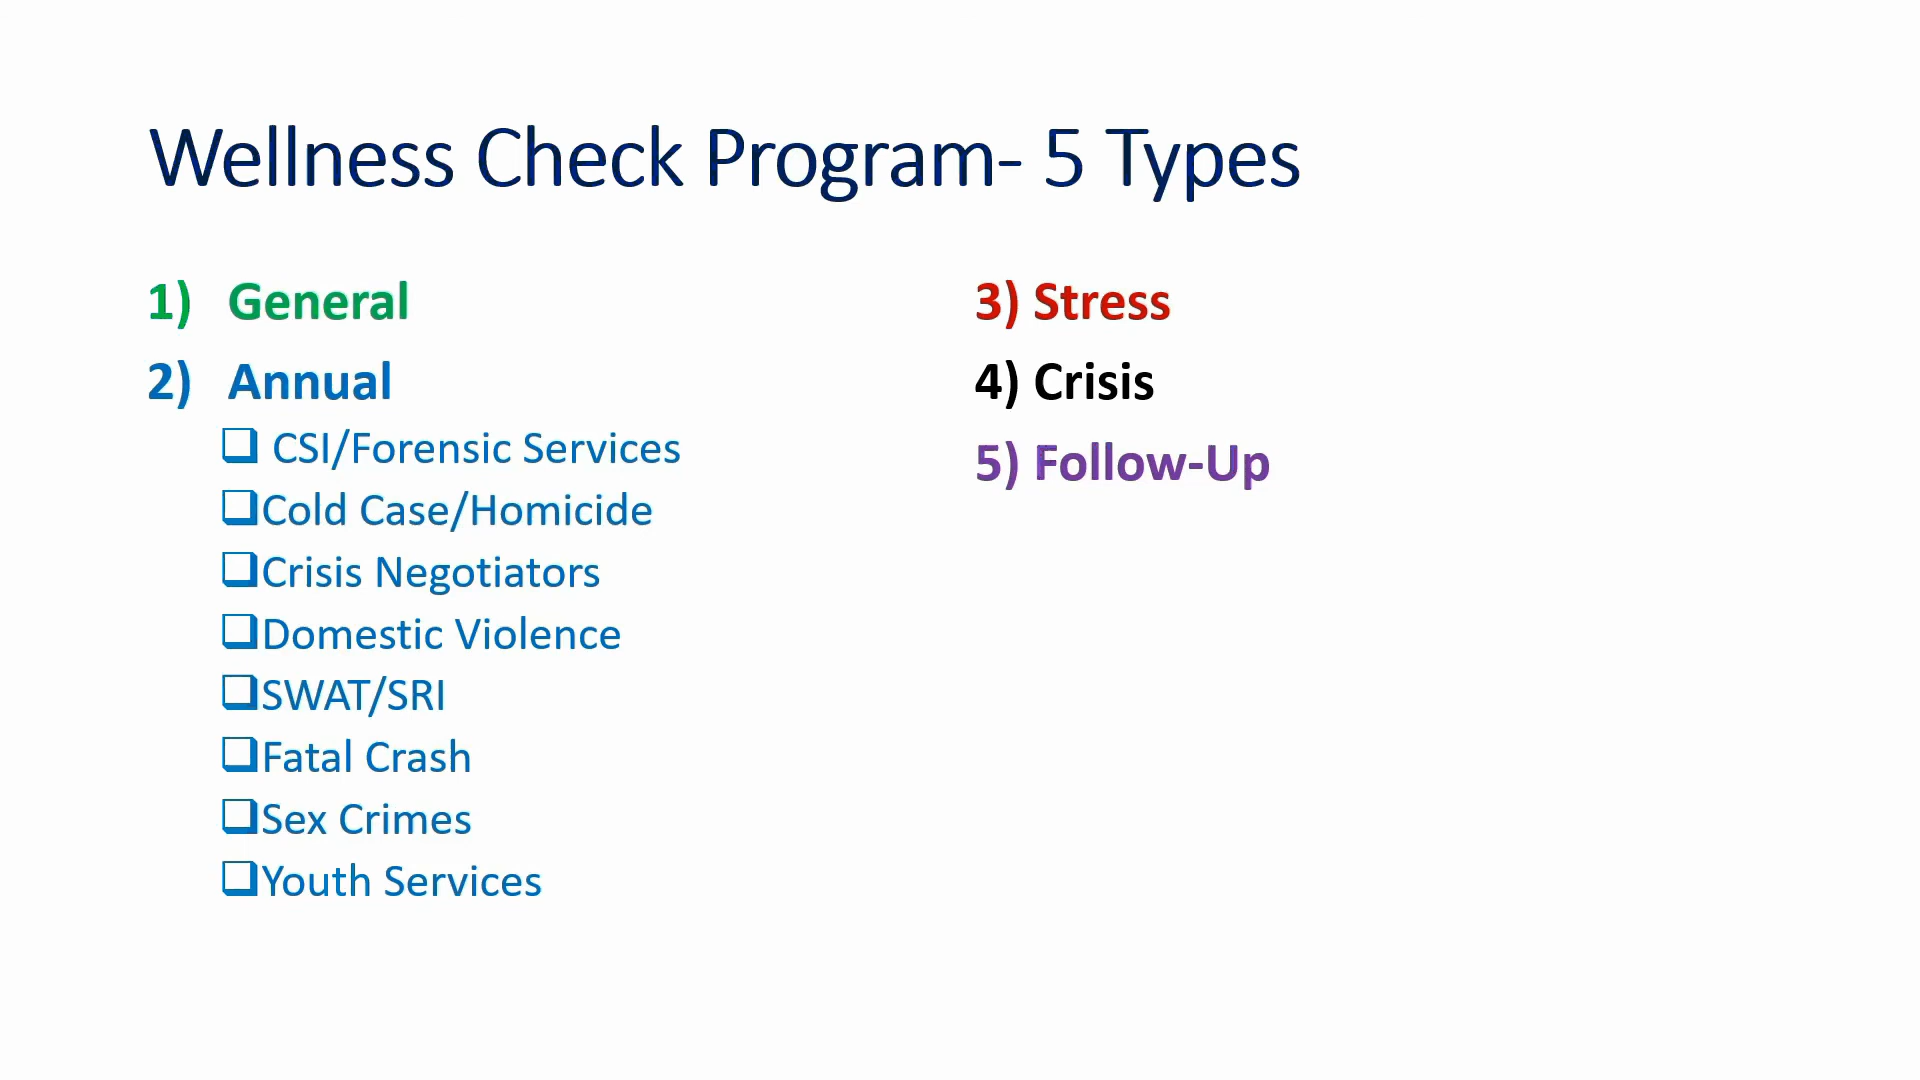 Wellness Check Program- 5 Types
1) General
2) Annual
❑ CSI/Forensic Services
❑Cold Case/Homicide
❑Crisis Negotiators
❑Domestic Violence
❑SWAT/SRI
❑Fatal Crash
❑Sex Crimes
❑Youth Services
3) Stress
4) Crisis
5) Follow-Up